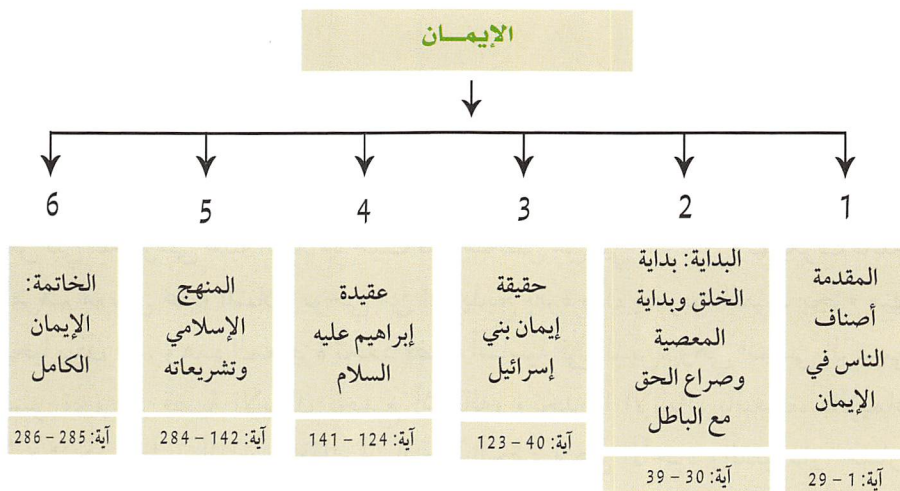 الإيمــان
1
المقدمة
أصناف
الناس في
الإيمان
آية: 1 – 29
2
البداية: بداية
الخلق وبداية
المعصية
وصراع الحق
مع الباطل
آية: 30 – 39
3
حقيقة
إيمان بني
إسرائيل
آية: 40 – 123
4
عقيدة
إبراهيم عليه
السلام
آية: 124 – 141
5
المنهج
الإسلامي
وتشريعاته
آية: 142 – 284
6
الخاتمة:
الإيمان
الكامل
آية: 285 – 286